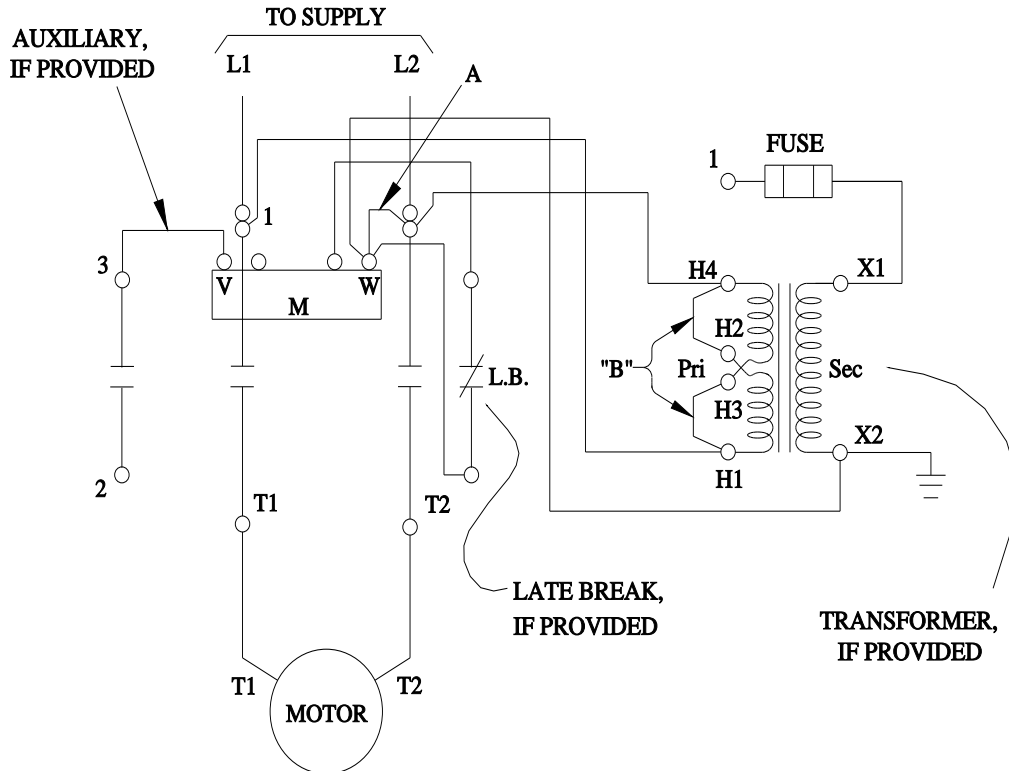 TO SUPPLY
AUXILIARY,
IF PROVIDED
L1
L2
A
FUSE
1
1
3
V
W
M
H4
X1
H2
"B"
Pri
Sec
L.B.
H3
X2
H1
2
T1
T2
LATE BREAK,
IF PROVIDED
TRANSFORMER,
IF PROVIDED
T1
T2
MOTOR